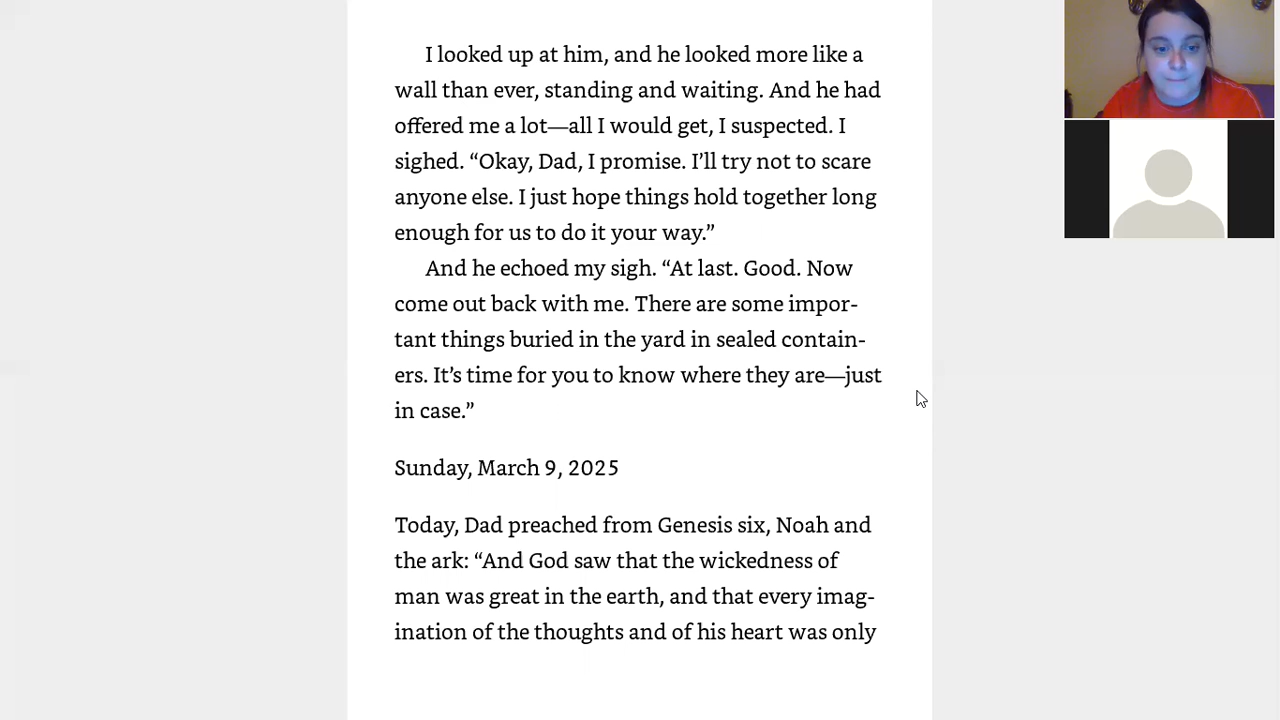 I looked up at him, and he looked more like a
wall than ever, standing and waiting. And he had
offered me a lot—all I would get, I suspected. I
sighed. “Okay, Dad, I promise. I’ll try not to scare
anyone else. I just hope things hold together long
enough for us to do it your way.”
And he echoed my sigh. “At last. Good. Now
come out back with me. There are some impor-
tant things buried in the yard in sealed contain-
ers. It’s time for you to know where they are—just
in case.”
Sunday, March 9, 2025
Today, Dad preached from Genesis six, Noah and
the ark: “And God saw that the wickedness of
man was great in the earth, and that every imag-
ination of the thoughts and of his heart was only